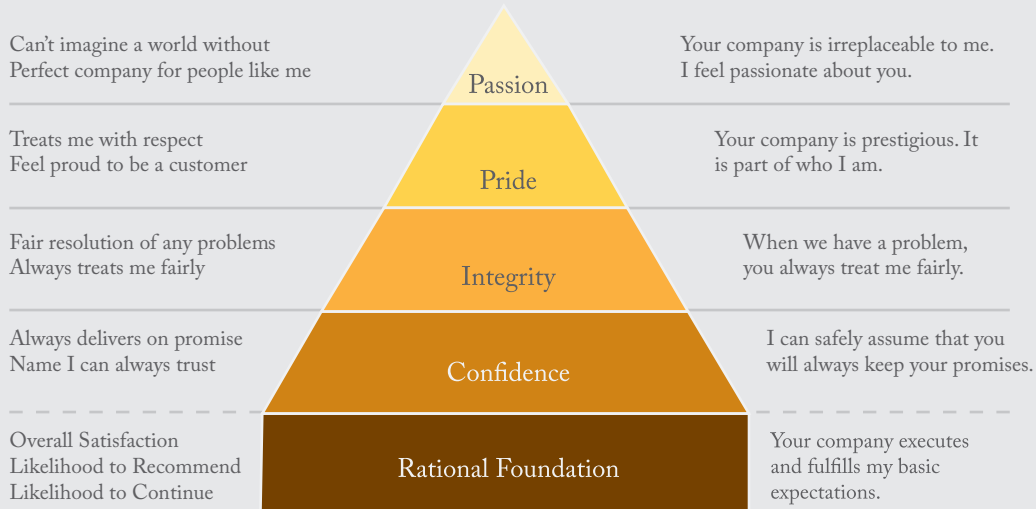 Can't imagine a world without
Perfect company for people like me
Passion
Your company is irreplaceable to me.
I feel passionate about you.
Treats me with respect
Feel proud to be a customer
Pride
Your company is prestigious. It
is part of who I am.
Fair resolution of any problems
Always treats me fairly
Integrity
When we have a problem,
you always treat me fairly.
Always delivers on promise
Name I can always trust
Confidence
I can safely assume that you
will always keep your promises.
Overall Satisfaction
Likelihood to Recommend
Likelihood to Continue
Rational Foundation
Your company executes
and fulfills my basic
expectations.